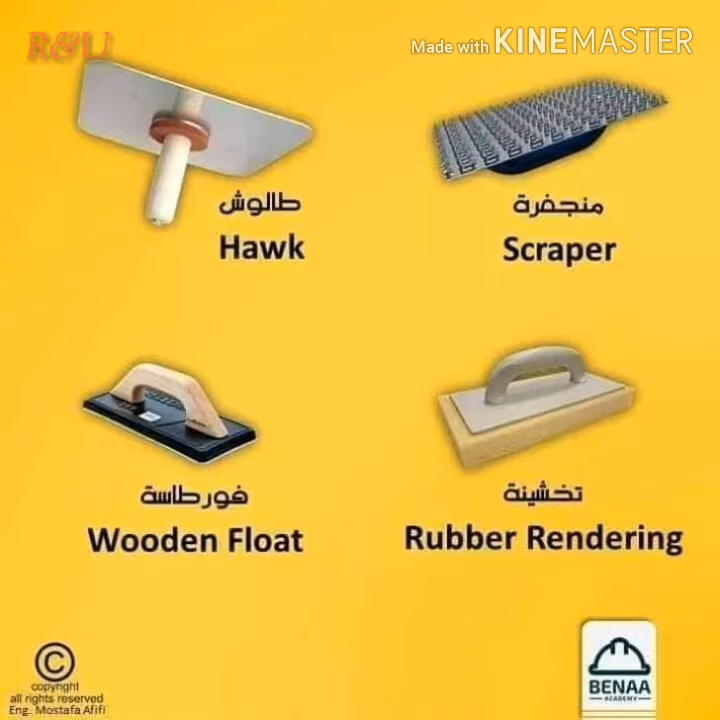 R&U
Made with KINEMASTER
طالوش
Hawk
منجفرة
Scraper
فورطاسة
Wooden Float
تخشينة
Rubber Rendering
©
copyright
all rights reserved
Eng. Mostafa Afifi
BENAA
ACADEMY